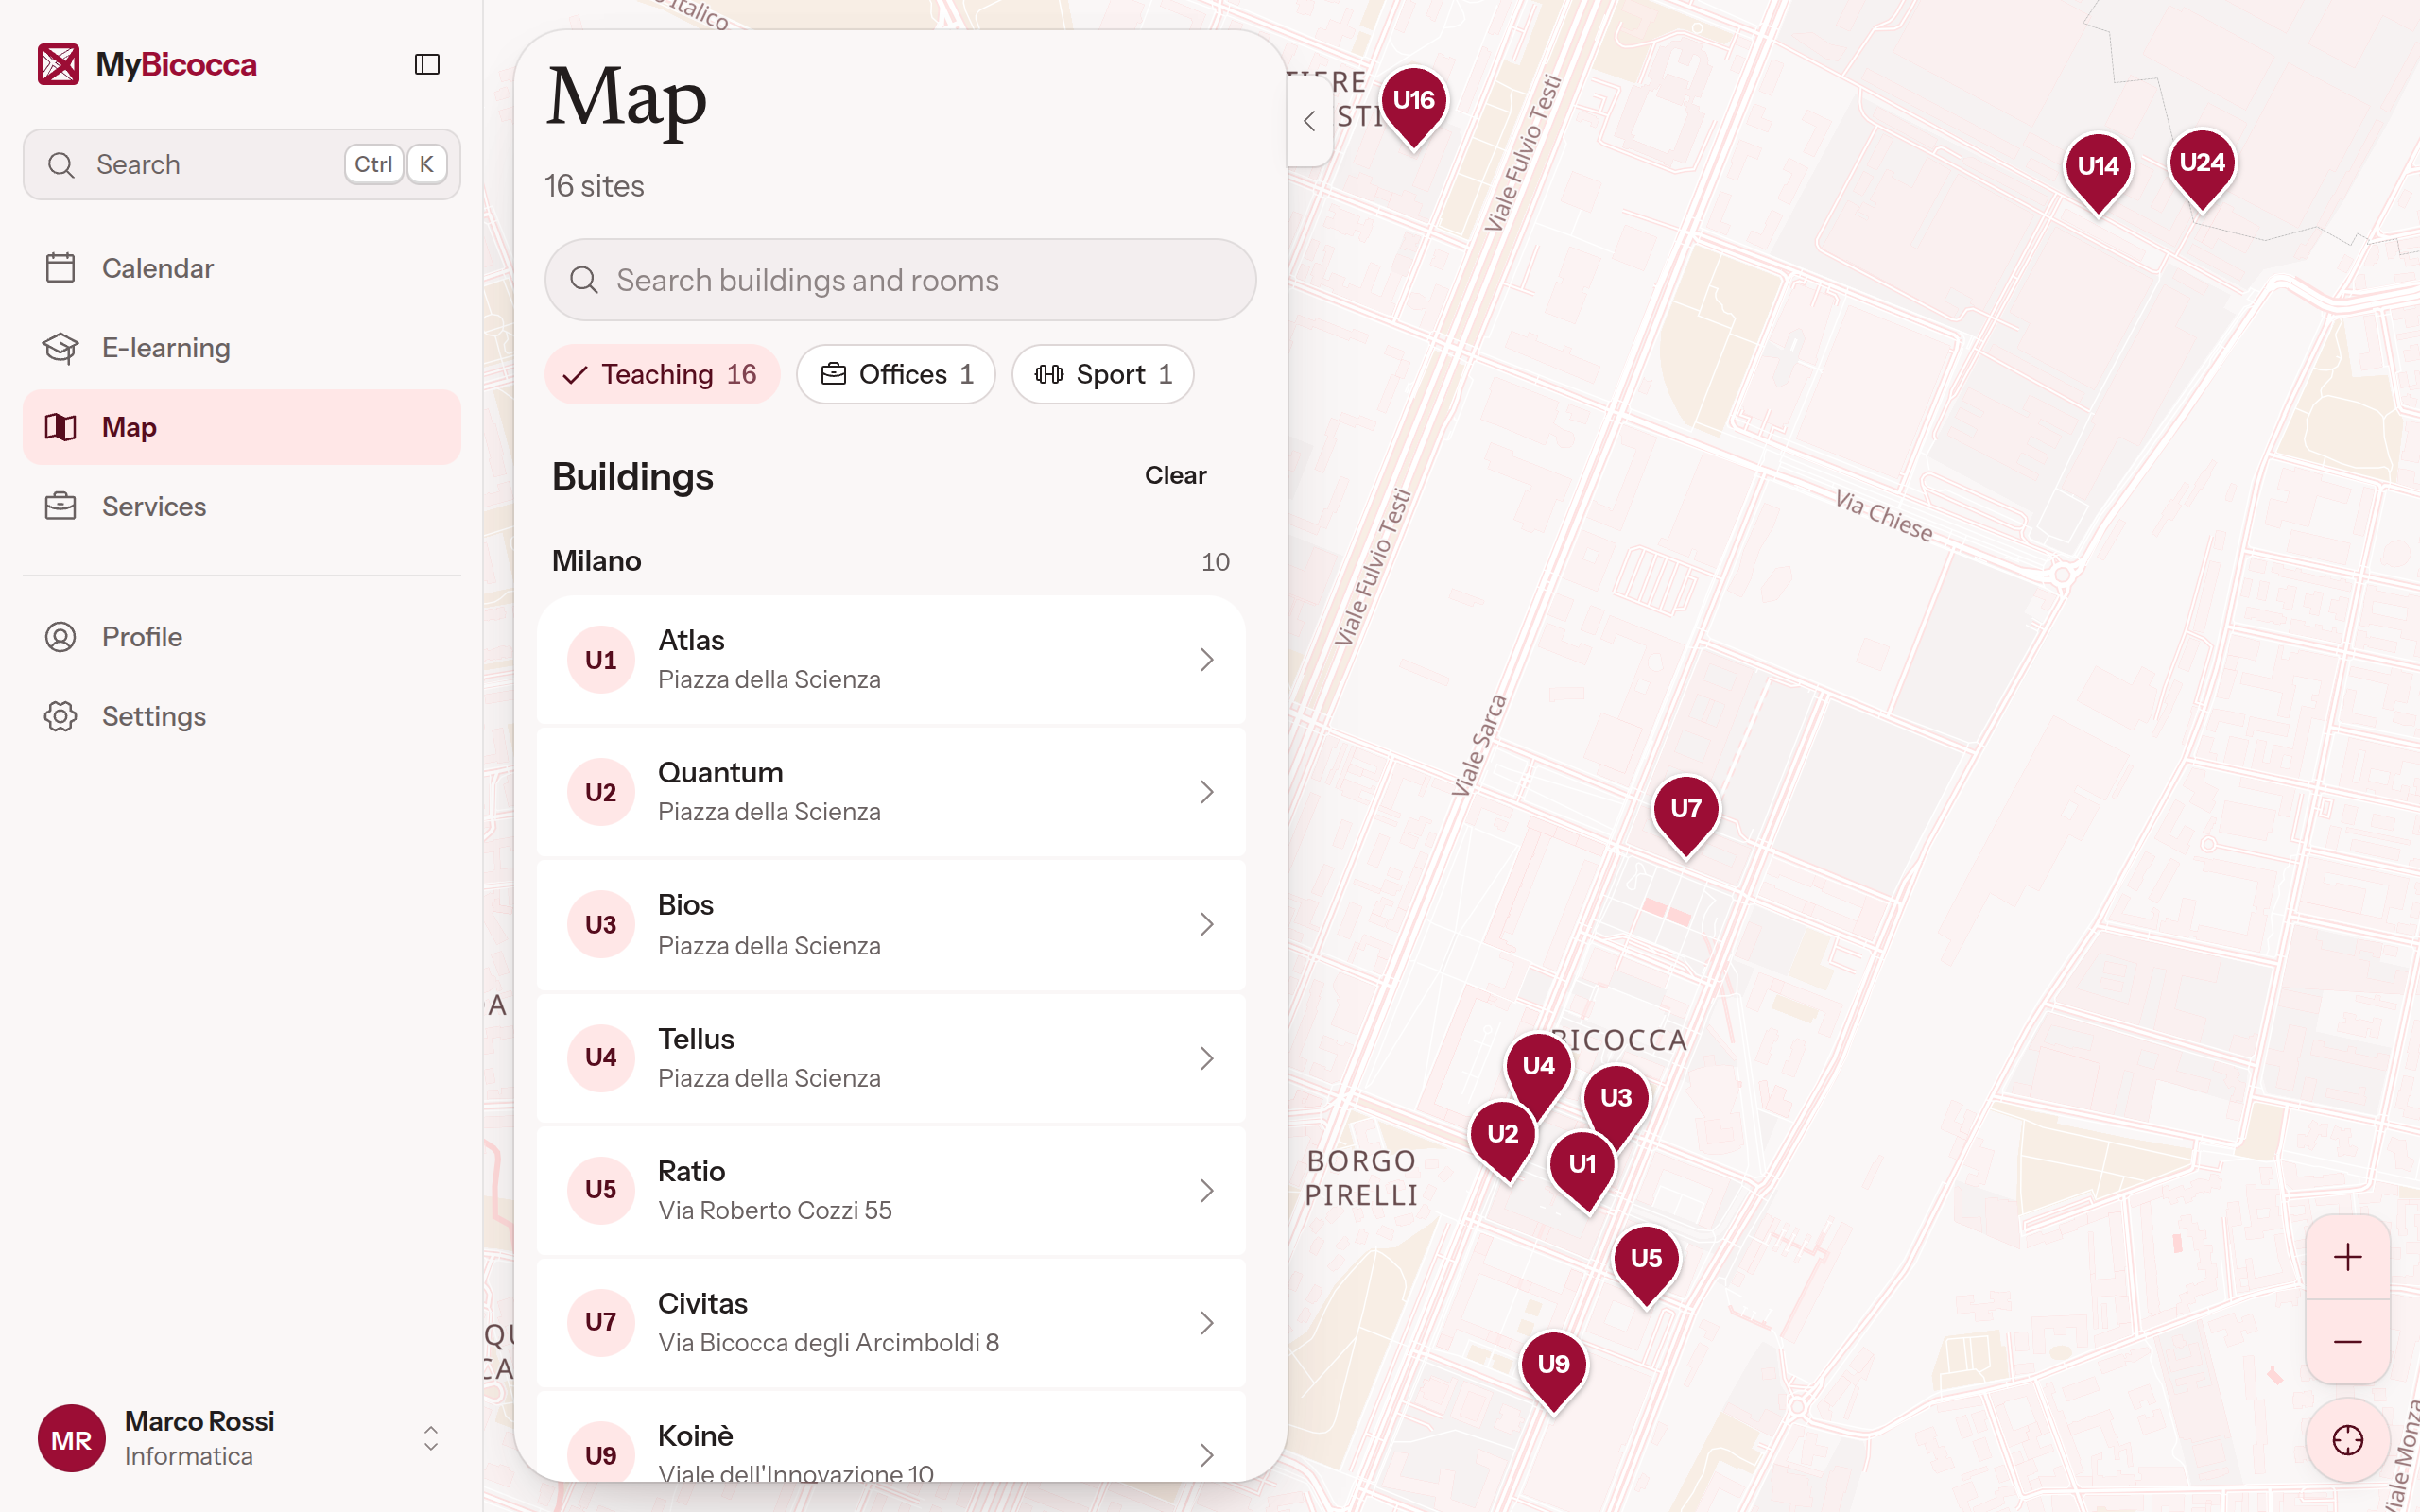 MyBicocca
Search Ctrl K
Calendar
E-learning
Map
Services
Profile
Settings
MR
Marco Rossi
Informatica
Map
16 sites
Search buildings and rooms
Teaching 16
Offices 1
Sport 1
Buildings
Clear
Milano
10
U1
Atlas
Piazza della Scienza
U2
Quantum
Piazza della Scienza
U3
Bios
Piazza della Scienza
U4
Tellus
Piazza della Scienza
U5
Ratio
Via Roberto Cozzi 55
U7
Civitas
Via Bicocca degli Arcimboldi 8
U9
Koinè
Viale dell'Innovazione 10
Italico
U16
U14
U24
Viale Fulvio Testi
Via Chiese
Viale Fulvio Testi
Viale Sarca
U7
BICOCCA
U4
U3
U2
U1
BORGO
PIRELLI
U5
U9
Viale Monza